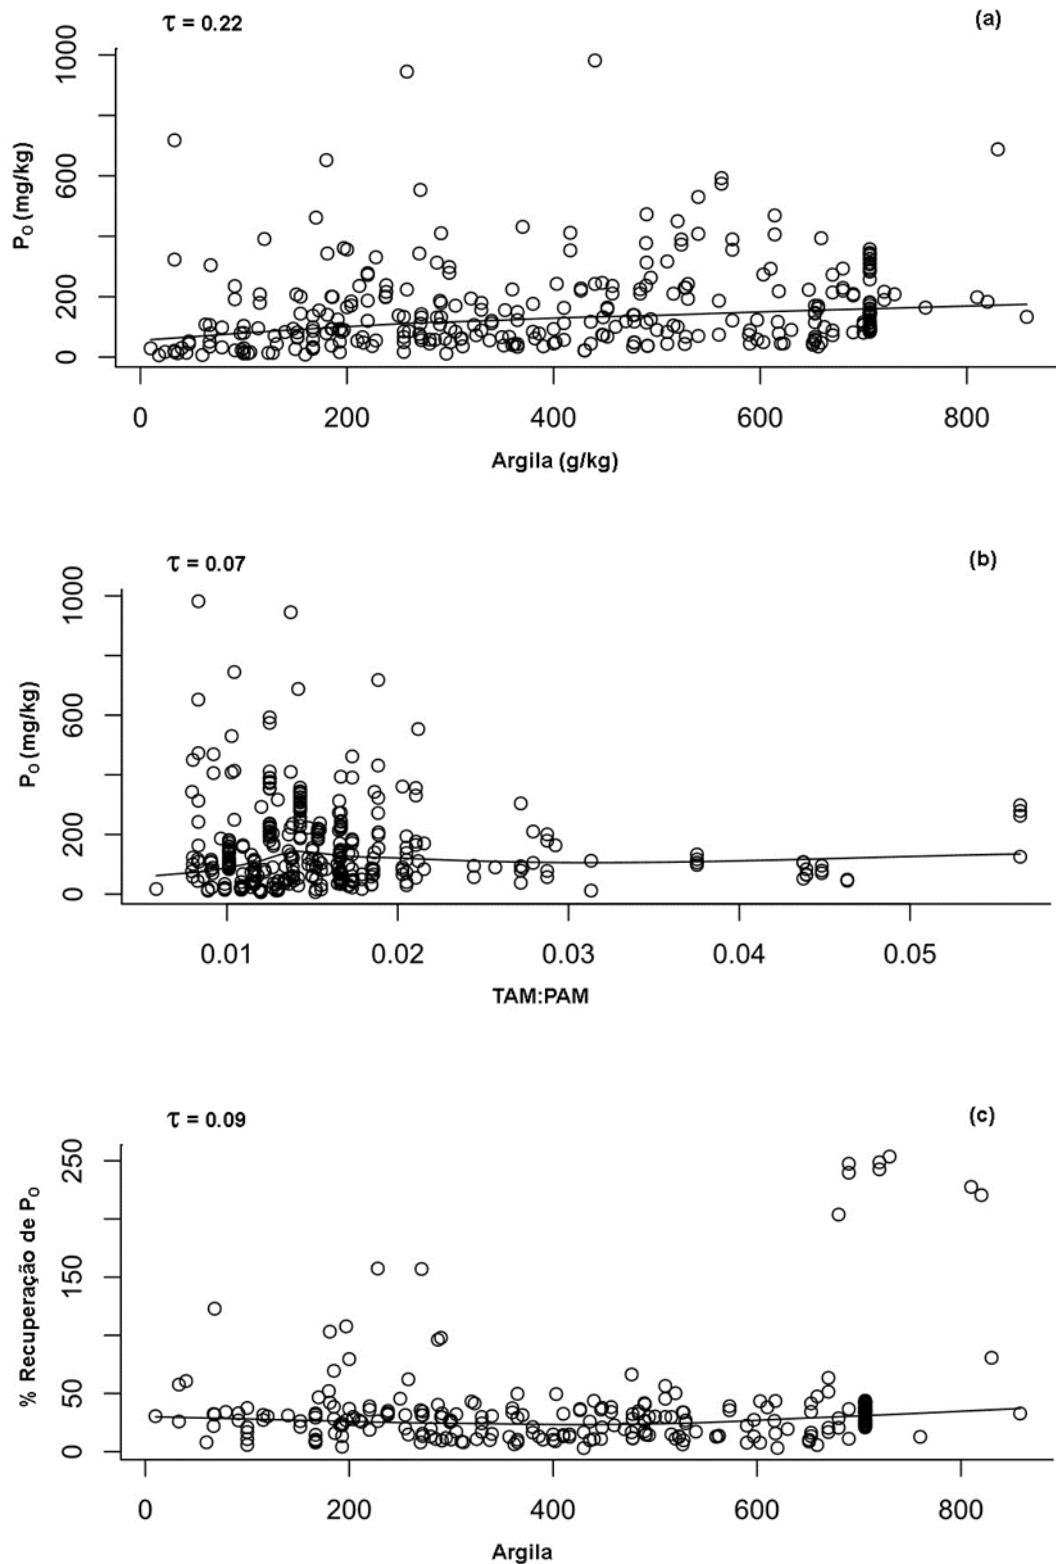 τ = 0.22
(a)
P_O (mg/kg)
1000
600
200
0
0 200 400 600 800
Argila (g/kg)
τ = 0.07
(b)
P_O (mg/kg)
1000
600
200
0
0.01 0.02 0.03 0.04 0.05
TAM:PAM
τ = 0.09
(c)
% Recuperação de P_O
250
150
50
0
0 200 400 600 800
Argila